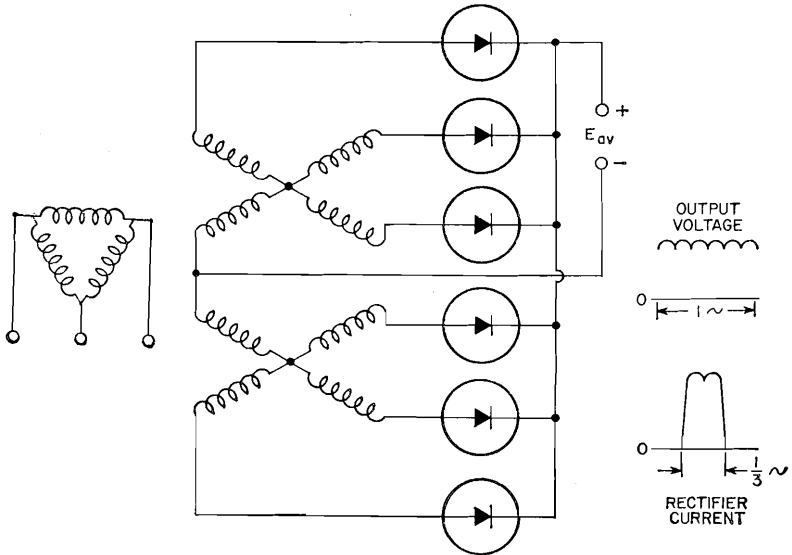 +
E av
−
OUTPUT
VOLTAGE
0
1 ~
0
1/3 ~
RECTIFIER
CURRENT